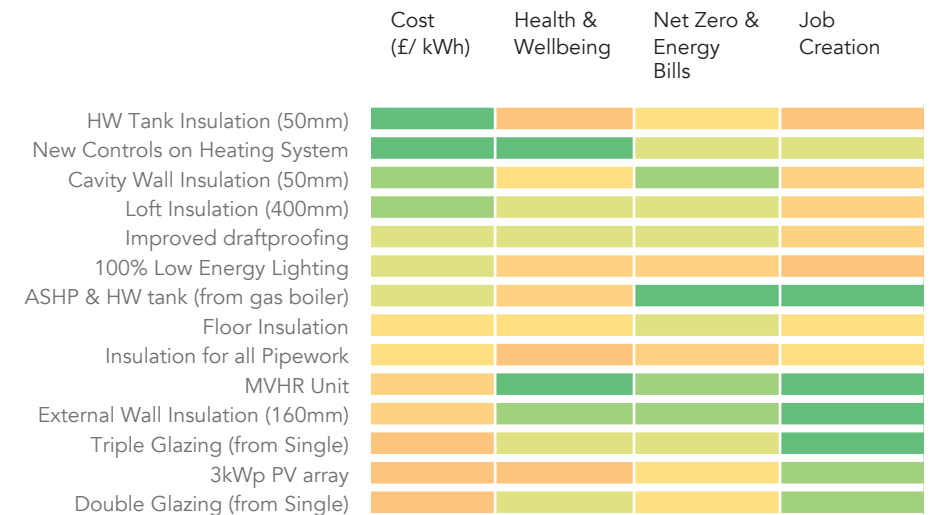 Cost
(£/ kWh)
Health &
Wellbeing
Net Zero &
Energy
Bills
Job
Creation
HW Tank Insulation (50mm)
New Controls on Heating System
Cavity Wall Insulation (50mm)
Loft Insulation (400mm)
Improved draftproofing
100% Low Energy Lighting
ASHP & HW tank (from gas boiler)
Floor Insulation
Insulation for all Pipework
MVHR Unit
External Wall Insulation (160mm)
Triple Glazing (from Single)
3kWp PV array
Double Glazing (from Single)